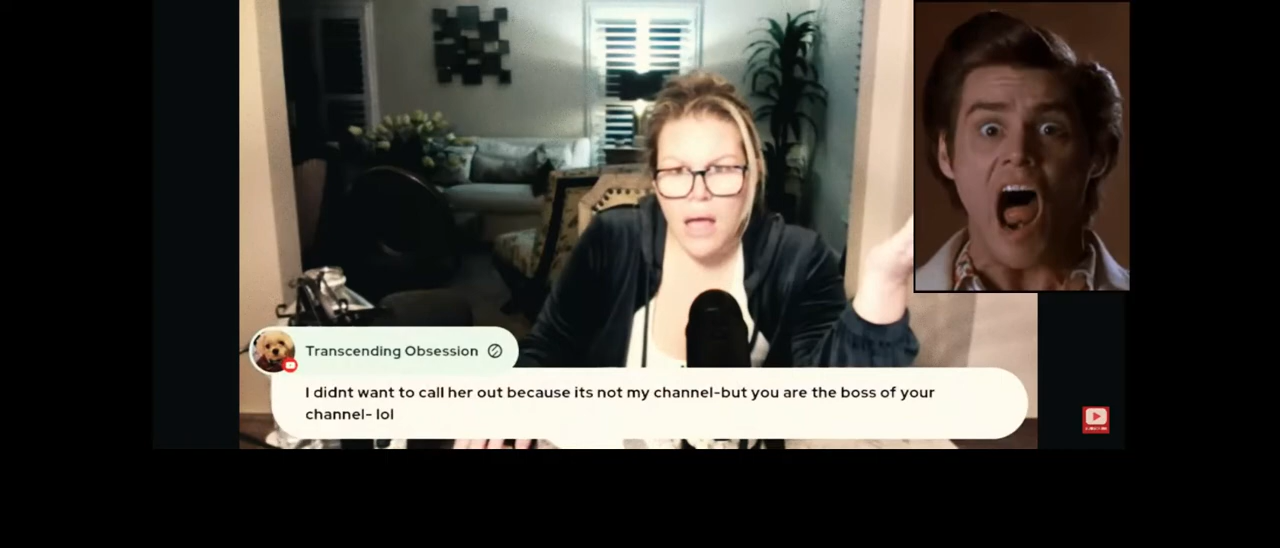 Transcending Obsession
I didnt want to call her out because its not my channel-but you are the boss of your
channel- lol